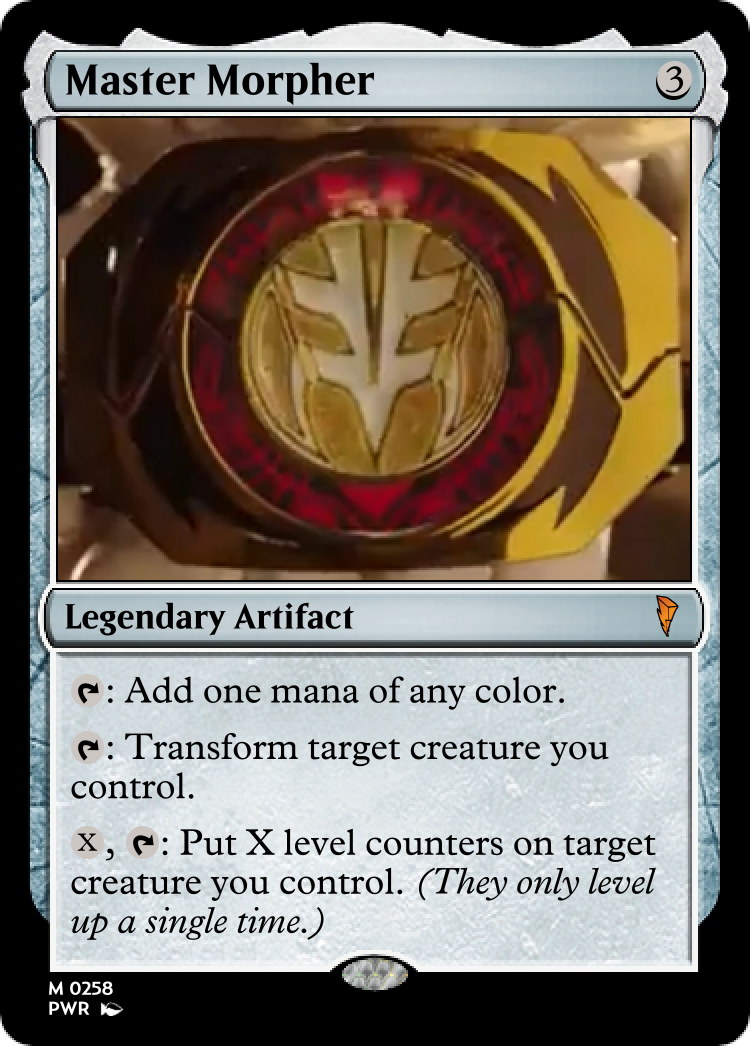 Master Morpher 3
Legendary Artifact
: Add one mana of any color.
: Transform target creature you
control.
X, : Put X level counters on target
creature you control. (They only level
up a single time.)
M 0258
PWR